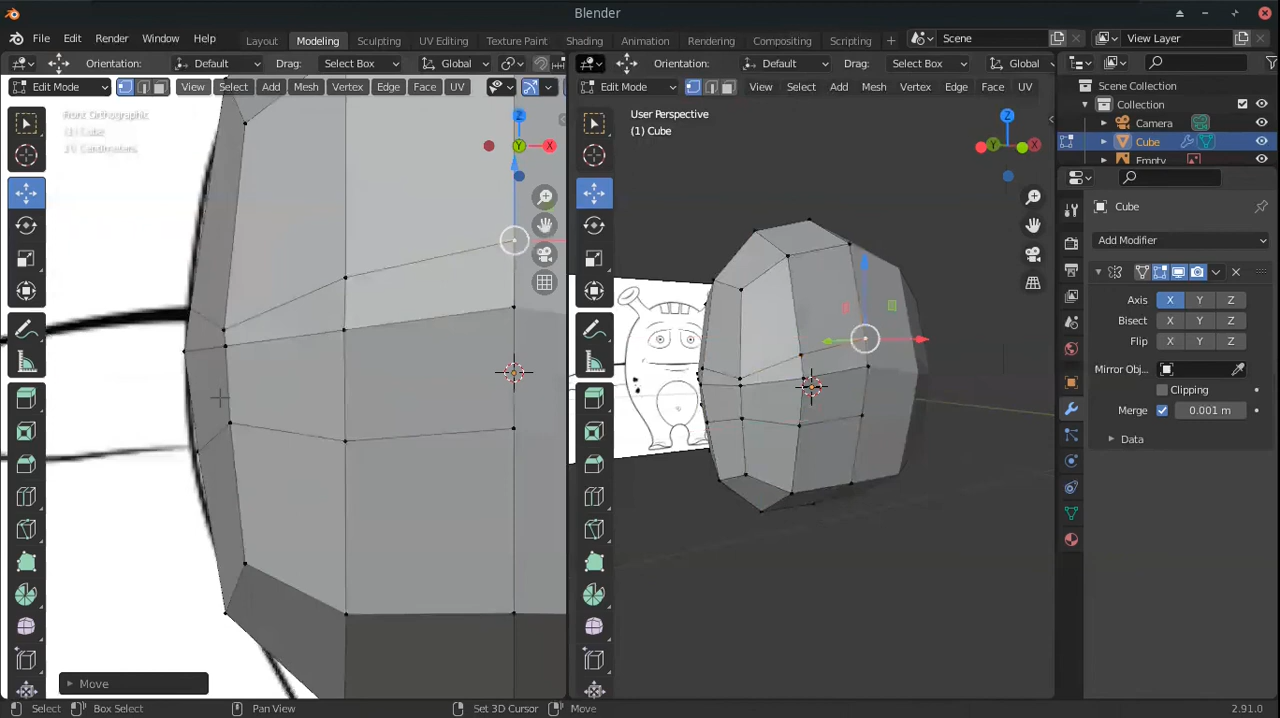 Blender
File Edit Render Window Help
Layout Modeling Sculpting UV Editing Texture Paint Shading Animation Rendering Compositing Scripting + Scene View Layer
Orientation: Default Drag: Select Box Global
Orientation: Default Drag: Select Box Global
Edit Mode View Select Add Mesh Vertex Edge Face UV
Edit Mode View Select Add Mesh Vertex Edge Face UV
Front Orthographic
(1) Cube
User Perspective
(1) Cube
Z
Y
X
Z
Y
X
Scene Collection
Collection
Camera
Cube
Empty
Cube
Add Modifier
Axis X Y Z
Bisect X Y Z
Flip X Y Z
Mirror Obj...
Clipping
Merge 0.001 m
Data
Move
Select Box Select Pan View Set 3D Cursor Move 2.91.0